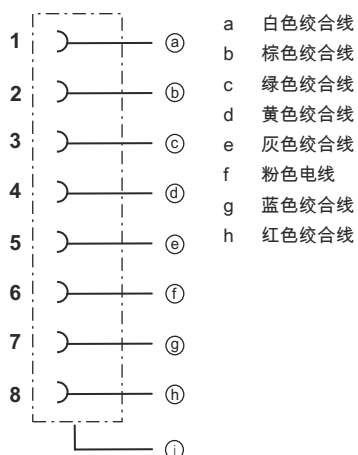 1 ⓐ
2 ⓑ
3 ⓒ
4 ⓓ
5 ⓔ
6 ⓕ
7 ⓖ
8 ⓗ
ⓘ
a 白色绞合线
b 棕色绞合线
c 绿色绞合线
d 黄色绞合线
e 灰色绞合线
f 粉色电线
g 蓝色绞合线
h 红色绞合线